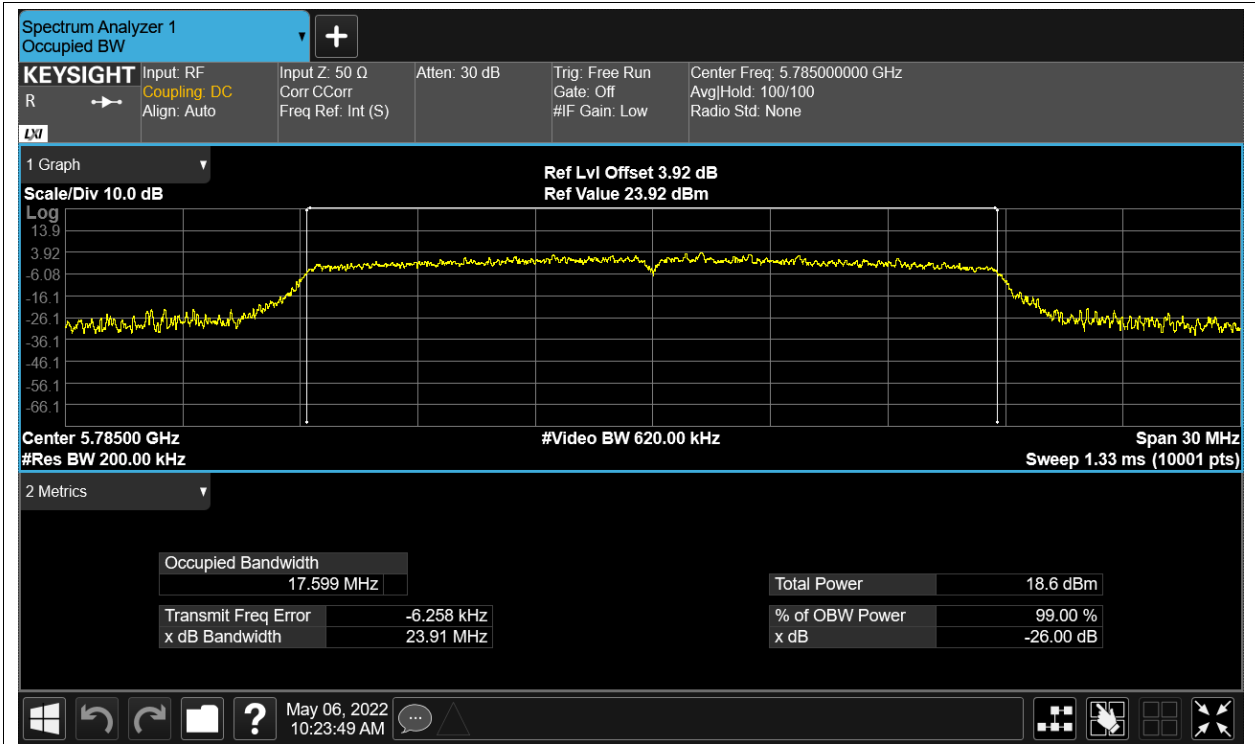 Spectrum Analyzer 1
Occupied BW
KEYSIGHT
R
LXI
Input: RF
Coupling: DC
Align: Auto
Input Z: 50 Ω
Corr CCorr
Freq Ref: Int (S)
Atten: 30 dB
Trig: Free Run
Gate: Off
#IF Gain: Low
Center Freq: 5.785000000 GHz
Avg|Hold: 100/100
Radio Std: None
1 Graph
Scale/Div 10.0 dB
Ref Lvl Offset 3.92 dB
Ref Value 23.92 dBm
Log
13.9
3.92
-6.08
-16.1
-26.1
-36.1
-46.1
-56.1
-66.1
Center 5.78500 GHz
#Res BW 200.00 kHz
#Video BW 620.00 kHz
Span 30 MHz
Sweep 1.33 ms (10001 pts)
2 Metrics
Occupied Bandwidth
17.599 MHz
Transmit Freq Error -6.258 kHz
x dB Bandwidth 23.91 MHz
Total Power 18.6 dBm
% of OBW Power 99.00 %
x dB -26.00 dB
?
May 06, 2022
10:23:49 AM